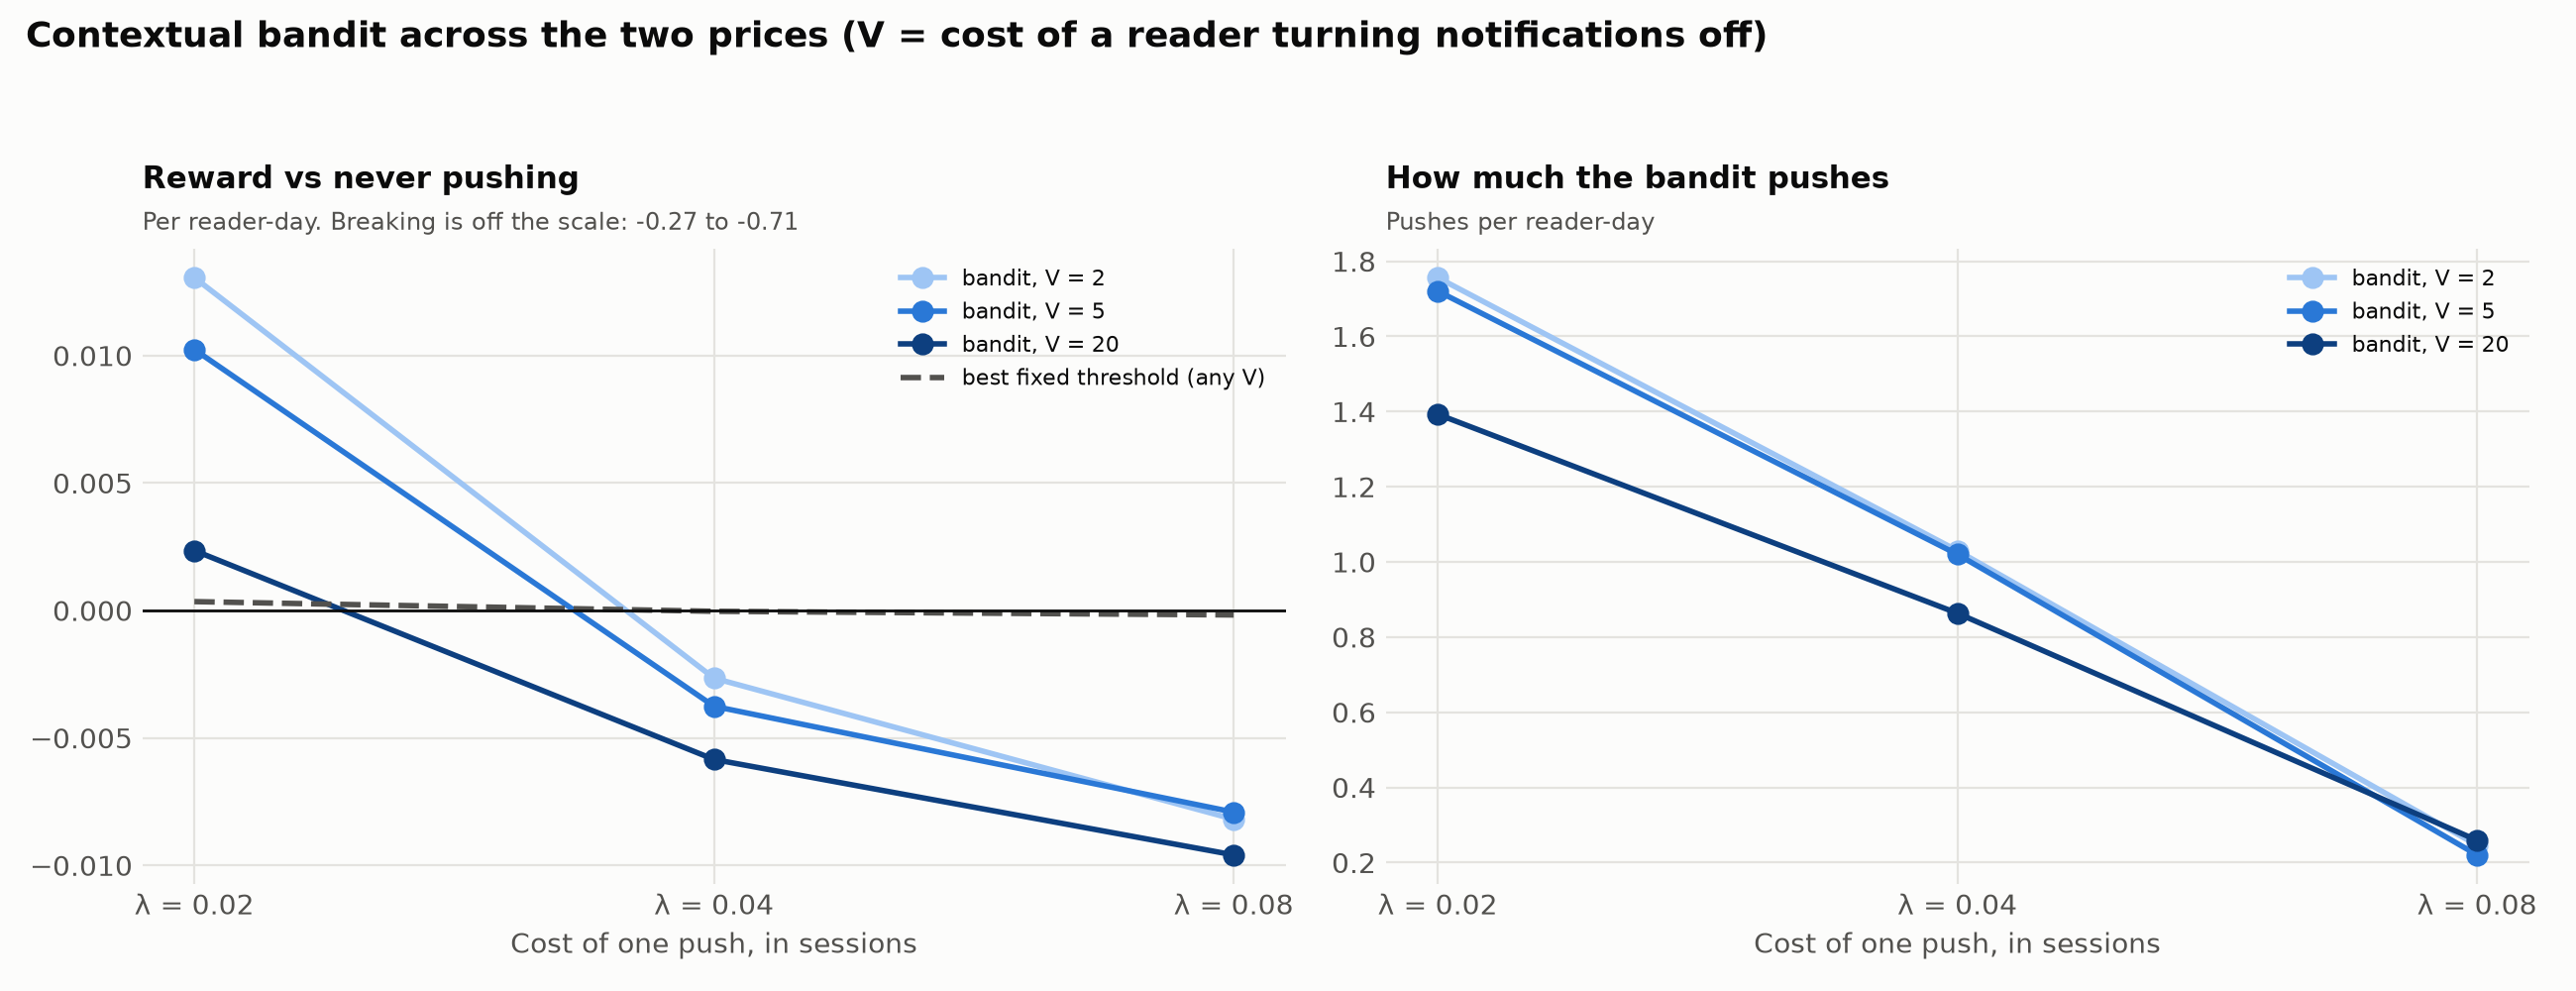 Contextual bandit across the two prices (V = cost of a reader turning notifications off)
Reward vs never pushing
Per reader-day. Breaking is off the scale: -0.27 to -0.71
bandit, V = 2
bandit, V = 5
bandit, V = 20
best fixed threshold (any V)
0.010
0.005
0.000
−0.005
−0.010
λ = 0.02
λ = 0.04
λ = 0.08
Cost of one push, in sessions
How much the bandit pushes
Pushes per reader-day
bandit, V = 2
bandit, V = 5
bandit, V = 20
1.8
1.6
1.4
1.2
1.0
0.8
0.6
0.4
0.2
λ = 0.02
λ = 0.04
λ = 0.08
Cost of one push, in sessions